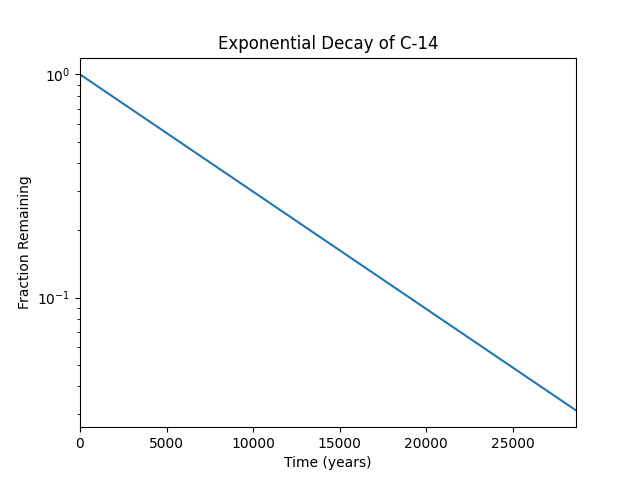 Exponential Decay of C-14
10⁰
10⁻¹
Fraction Remaining
0 5000 10000 15000 20000 25000
Time (years)